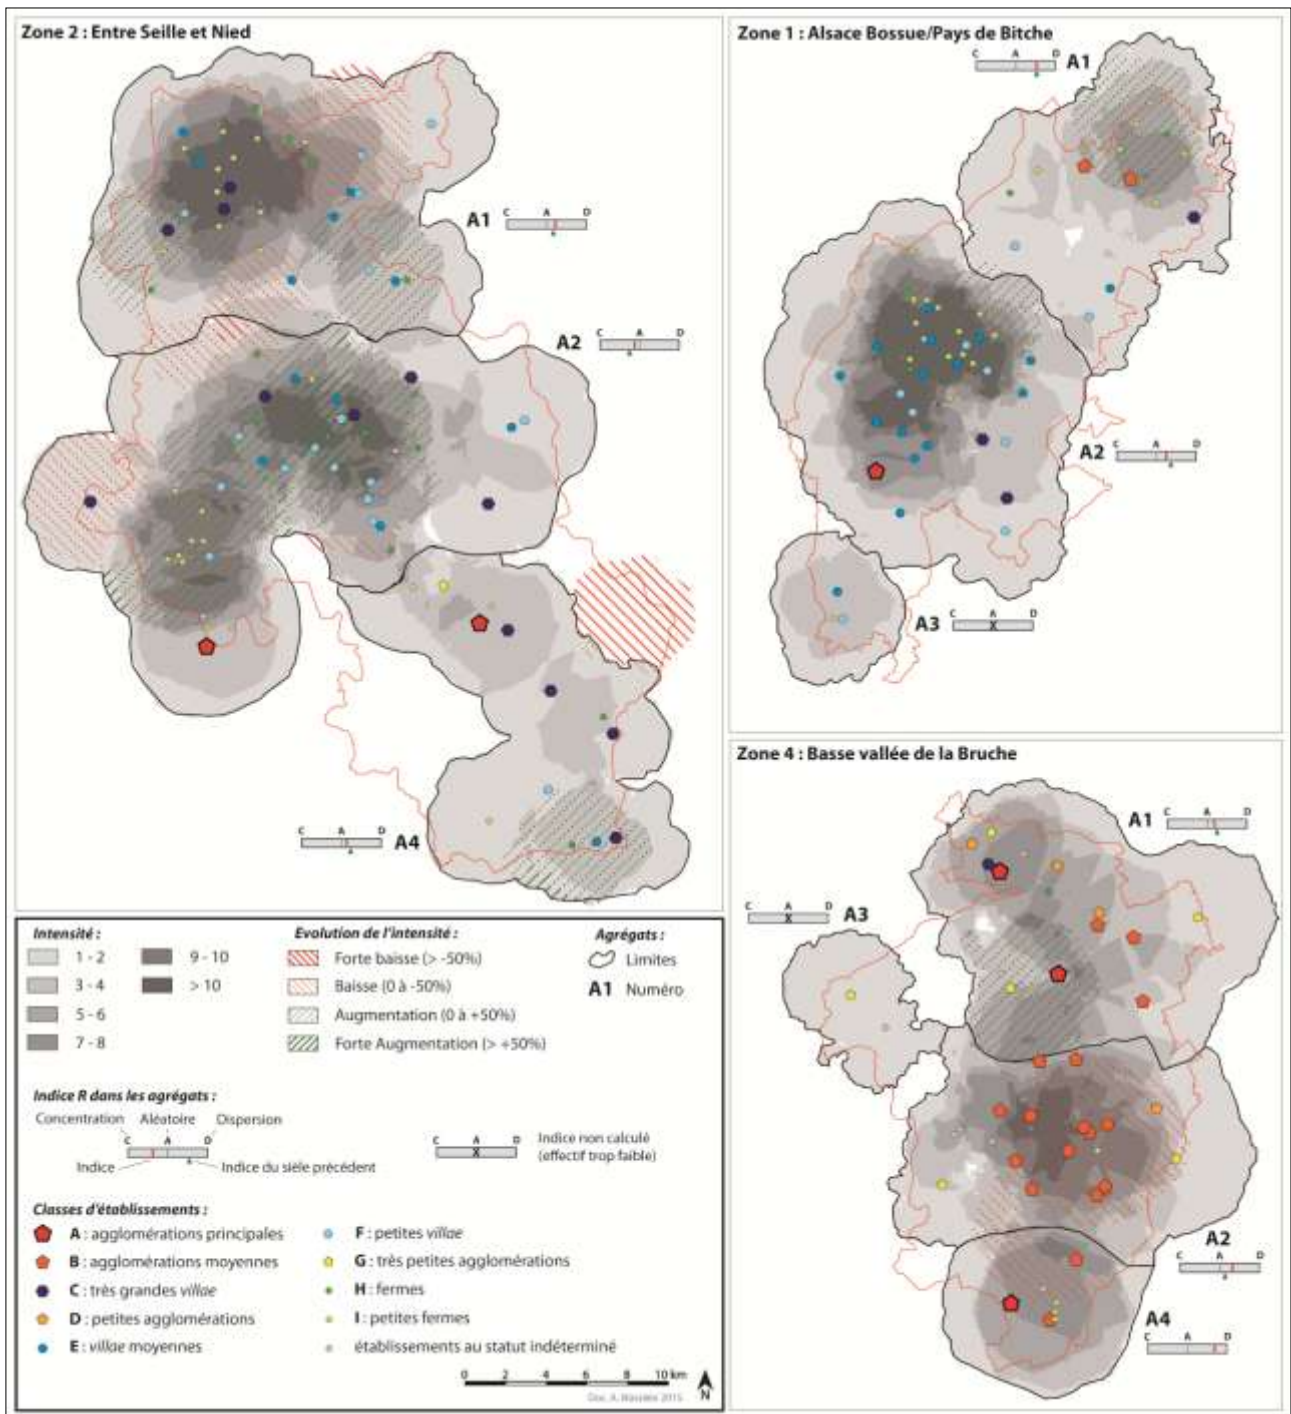 Zone 2 : Entre Seille et Nied
C A D
A1
C A D
A2
C A D
A4
Zone 1 : Alsace Bossue/Pays de Bitche
C A D
A1
C A D
A2
C A D
A3
X
Zone 4 : Basse vallée de la Bruche
C A D
A1
C A D
A3
X
A2
C A D
A4
C A D
Intensité :
1 - 2
3 - 4
5 - 6
7 - 8
9 - 10
> 10
Evolution de l'intensité :
Forte baisse (> -50%)
Baisse (0 à -50%)
Augmentation (0 à +50%)
Forte Augmentation (> +50%)
Agrégats :
Limites
A1 Numéro
Indice R dans les agrégats :
Concentration Aléatoire Dispersion
C A D
Indice
Indice du sièle précédent
C A D
X
Indice non calculé
(effectif trop faible)
Classes d'établissements :
A : agglomérations principales
B : agglomérations moyennes
C : très grandes villae
D : petites agglomérations
E : villae moyennes
F : petites villae
G : très petites agglomérations
H : fermes
I : petites fermes
établissements au statut indéterminé
0 2 4 6 8 10 km
N